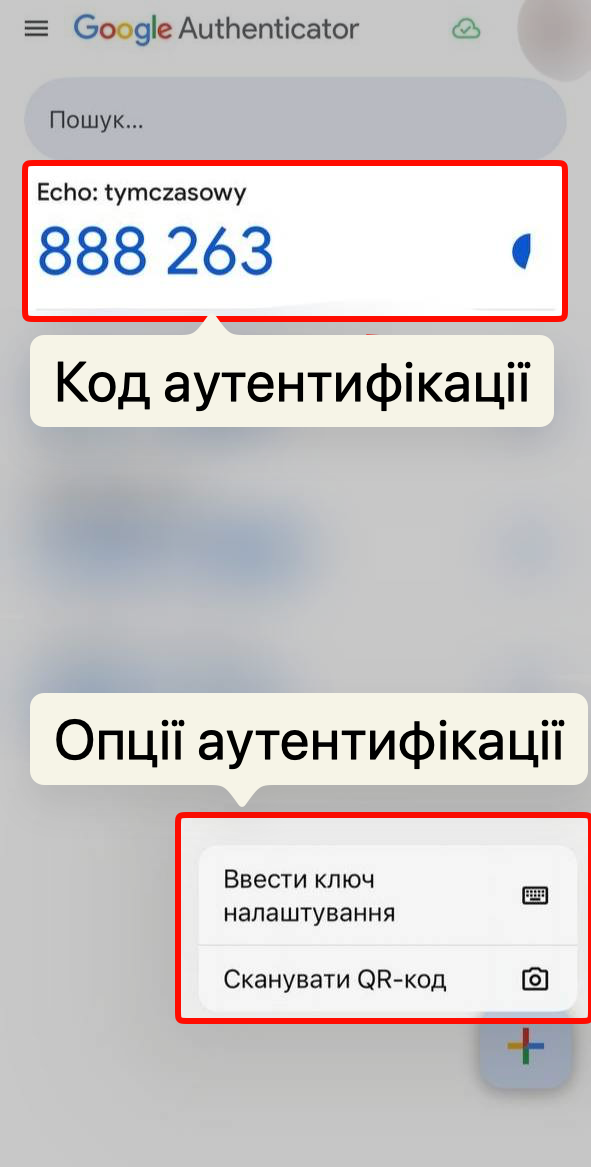 Google Authenticator
Пошук...
Echo: tymczasowy
888 263
Код аутентифікації
Опції аутентифікації
Ввести ключ
налаштування
Сканувати QR-код